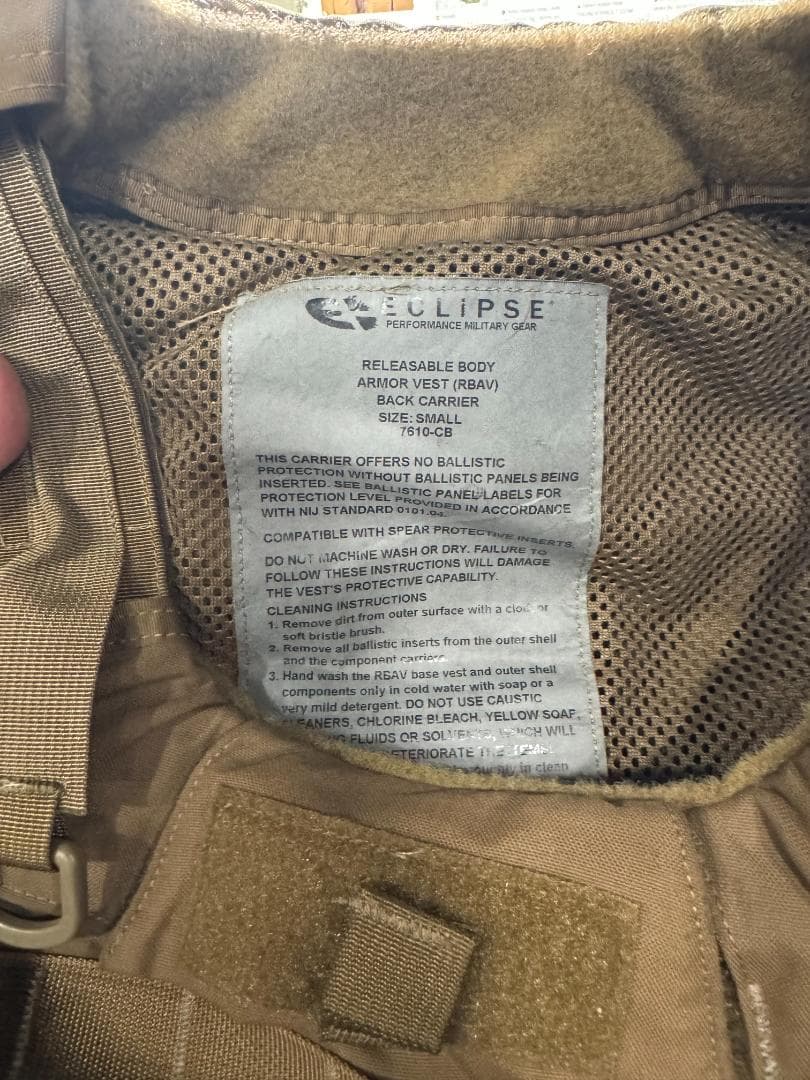 ECLiPSE
PERFORMANCE MILITARY GEAR
RELEASABLE BODY
ARMOR VEST (RBAV)
BACK CARRIER
SIZE: SMALL
7610-CB
THIS CARRIER OFFERS NO BALLISTIC
PROTECTION WITHOUT BALLISTIC PANELS BEING
INSERTED. SEE BALLISTIC PANEL LABELS FOR
PROTECTION LEVEL PROVIDED IN ACCORDANCE
WITH NIJ STANDARD 0101.04.
COMPATIBLE WITH SPEAR PROTECTIVE INSERTS.
DO NOT MACHINE WASH OR DRY. FAILURE TO
FOLLOW THESE INSTRUCTIONS WILL DAMAGE
THE VEST'S PROTECTIVE CAPABILITY.
CLEANING INSTRUCTIONS
1. Remove dirt from outer surface with a cloth or
soft bristle brush.
2. Remove all ballistic inserts from the outer shell
and the component carriers.
3. Hand wash the RBAV base vest and outer shell
components only in cold water with soap or a
very mild detergent. DO NOT USE CAUSTIC
CLEANERS, CHLORINE BLEACH, YELLOW SOAP,
FLUIDS OR SOLVENTS, WHICH WILL
DETERIORATE THE
in clean